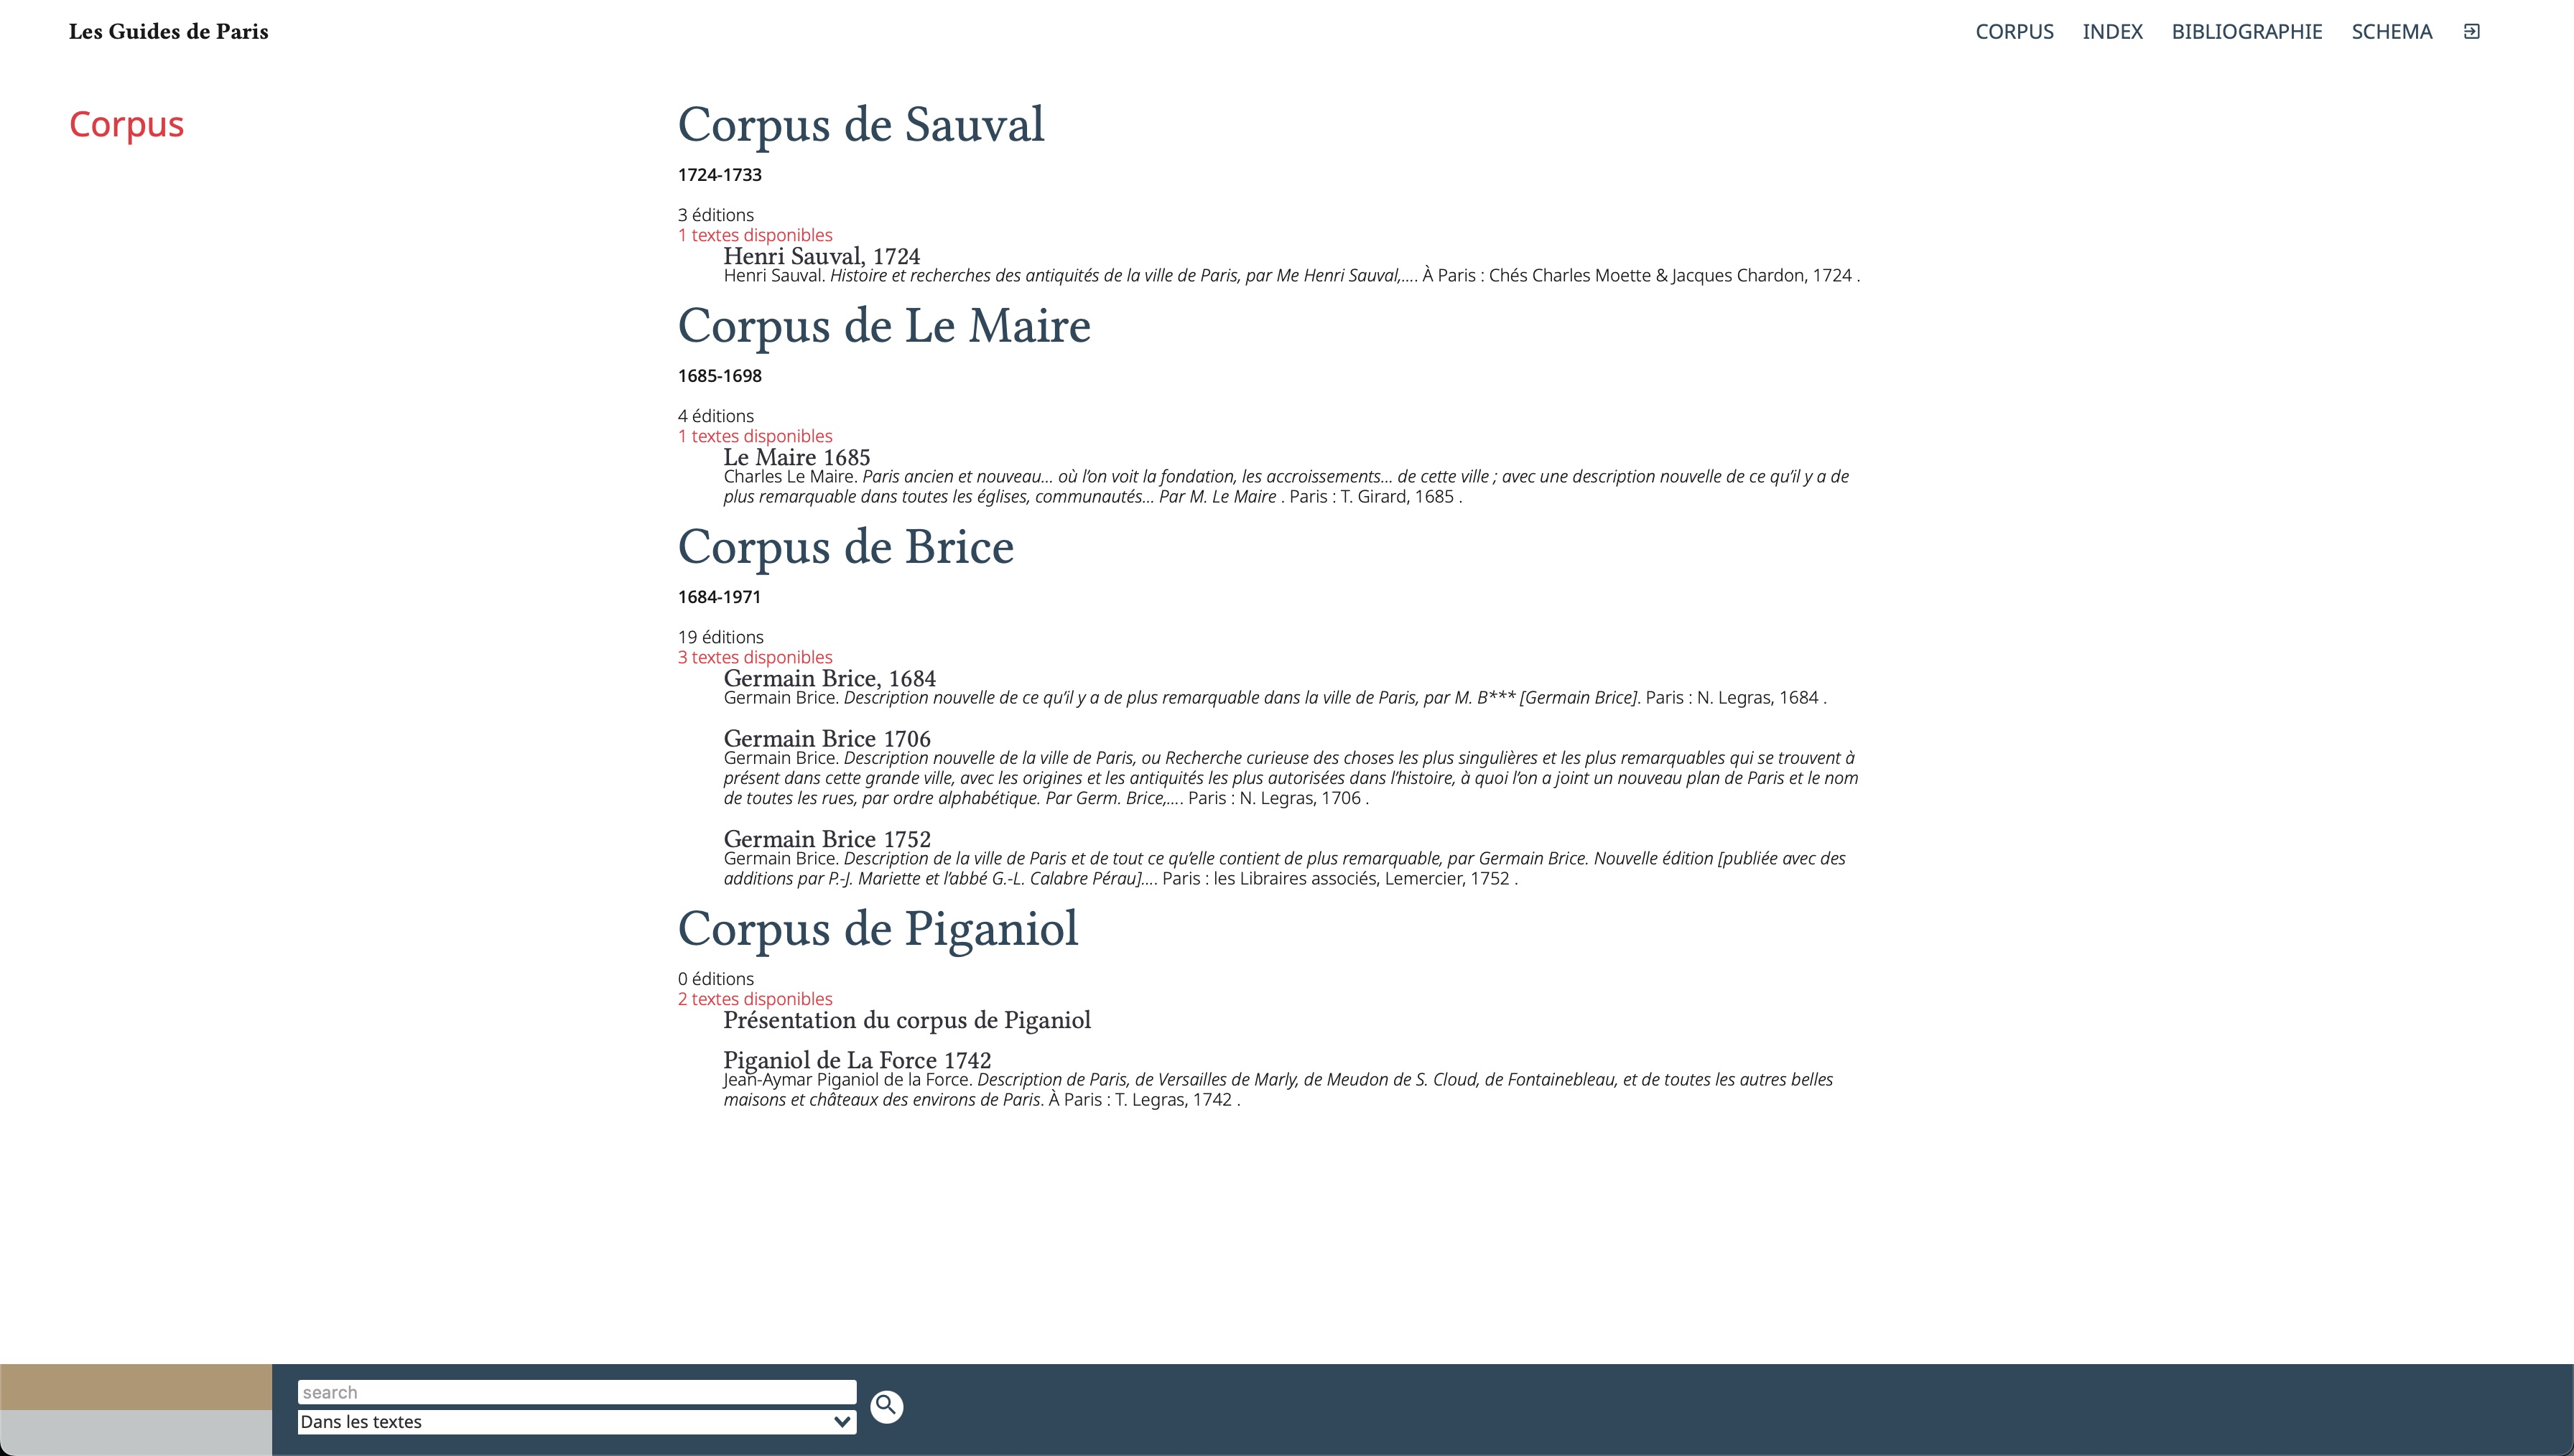 Les Guides de Paris
CORPUS INDEX BIBLIOGRAPHIE SCHEMA
Corpus
Corpus de Sauval
1724-1733
3 éditions
1 textes disponibles
Henri Sauval, 1724
Henri Sauval. Histoire et recherches des antiquités de la ville de Paris, par Me Henri Sauval,.... À Paris : Chés Charles Moette & Jacques Chardon, 1724 .
Corpus de Le Maire
1685-1698
4 éditions
1 textes disponibles
Le Maire 1685
Charles Le Maire. Paris ancien et nouveau... où l’on voit la fondation, les accroissements... de cette ville ; avec une description nouvelle de ce qu’il y a de
plus remarquable dans toutes les églises, communautés... Par M. Le Maire . Paris : T. Girard, 1685 .
Corpus de Brice
1684-1971
19 éditions
3 textes disponibles
Germain Brice, 1684
Germain Brice. Description nouvelle de ce qu’il y a de plus remarquable dans la ville de Paris, par M. B*** [Germain Brice]. Paris : N. Legras, 1684 .
Germain Brice 1706
Germain Brice. Description nouvelle de la ville de Paris, ou Recherche curieuse des choses les plus singulières et les plus remarquables qui se trouvent à
présent dans cette grande ville, avec les origines et les antiquités les plus autorisées dans l’histoire, à quoi l’on a joint un nouveau plan de Paris et le nom
de toutes les rues, par ordre alphabétique. Par Germ. Brice,.... Paris : N. Legras, 1706 .
Germain Brice 1752
Germain Brice. Description de la ville de Paris et de tout ce qu’elle contient de plus remarquable, par Germain Brice. Nouvelle édition [publiée avec des
additions par P.-J. Mariette et l’abbé G.-L. Calabre Pérau].... Paris : les Libraires associés, Lemercier, 1752 .
Corpus de Piganiol
0 éditions
2 textes disponibles
Présentation du corpus de Piganiol
Piganiol de La Force 1742
Jean-Aymar Piganiol de la Force. Description de Paris, de Versailles de Marly, de Meudon de S. Cloud, de Fontainebleau, et de toutes les autres belles
maisons et châteaux des environs de Paris. À Paris : T. Legras, 1742 .
search
Dans les textes